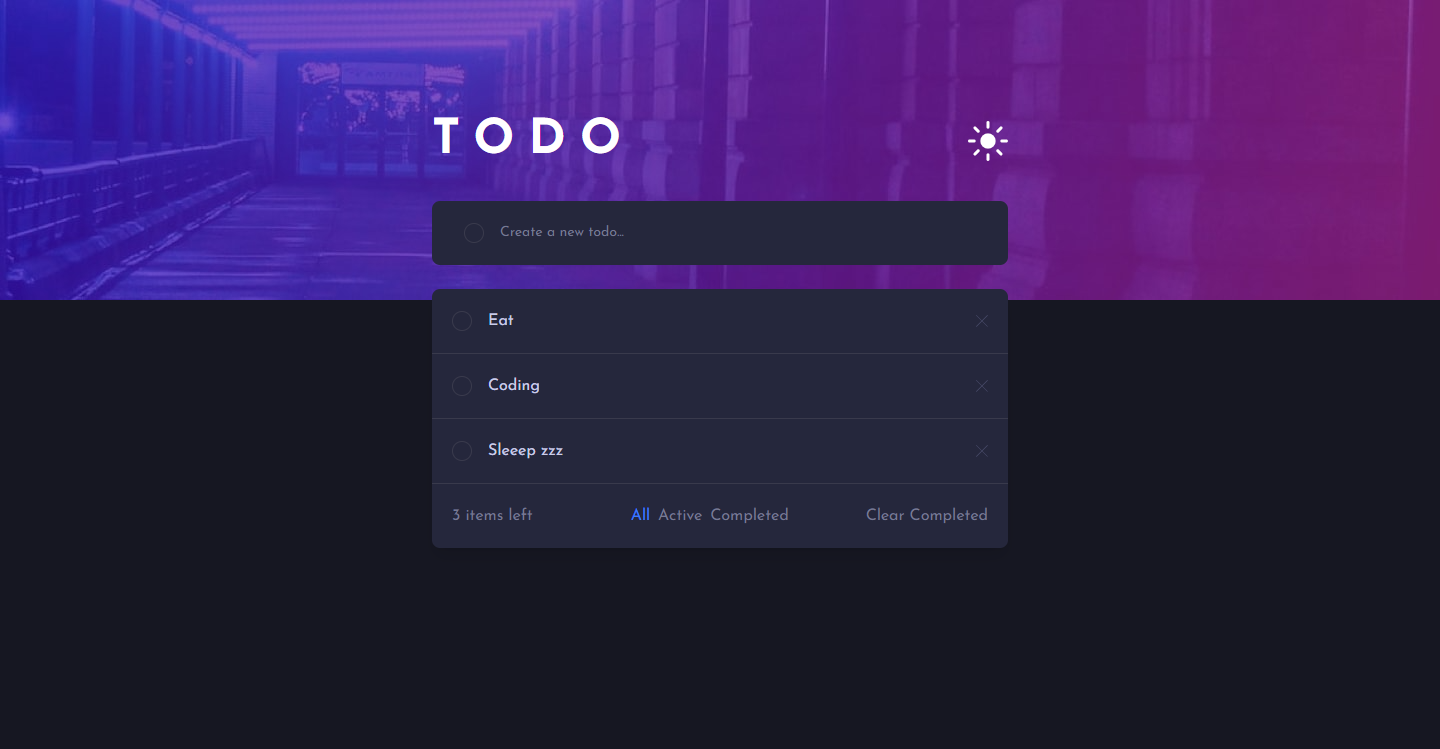 TODO
Create a new todo...
Eat
Coding
Sleeep zzz
3 items left All Active Completed Clear Completed